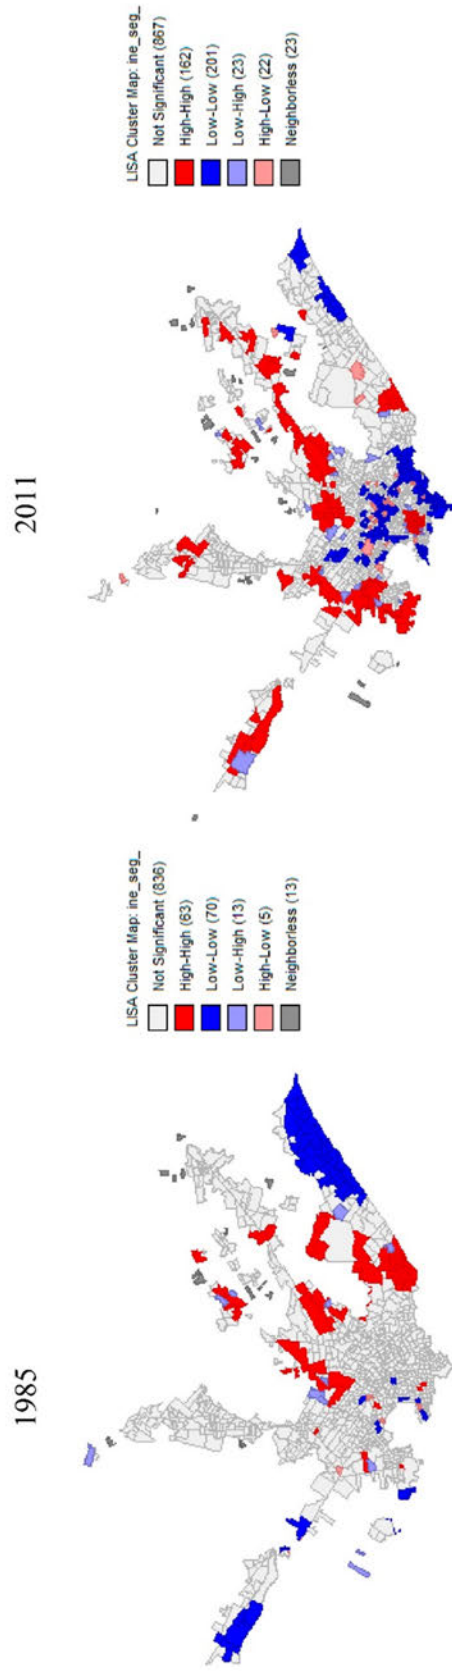 1985
LISA Cluster Map: ine_seg_
Not Significant (836)
High-High (63)
Low-Low (70)
Low-High (13)
High-Low (5)
Neighborless (13)
2011
LISA Cluster Map: ine_seg_
Not Significant (867)
High-High (162)
Low-Low (201)
Low-High (23)
High-Low (22)
Neighborless (23)